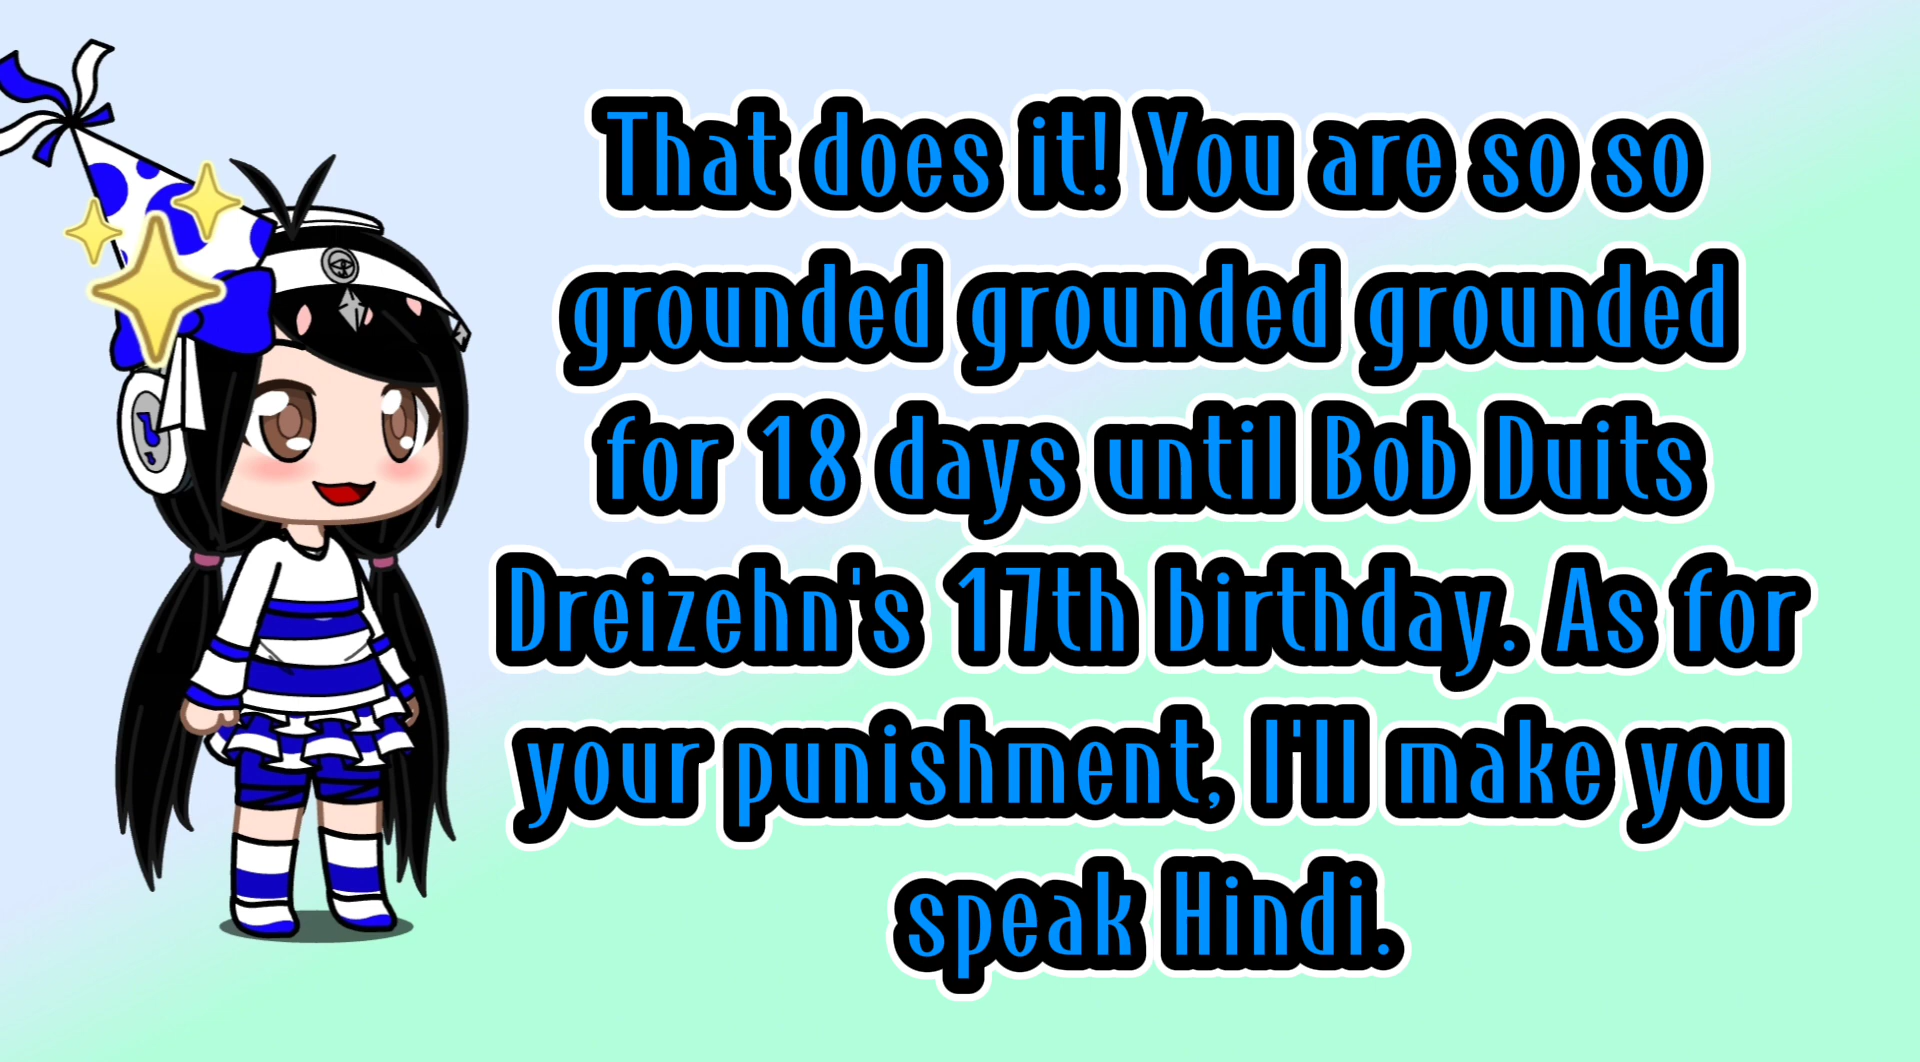 That does it! You are so so
grounded grounded grounded
for 18 days until Bob Duits
Dreizehn's 17th birthday. As for
your punishment, I'll make you
speak Hindi.